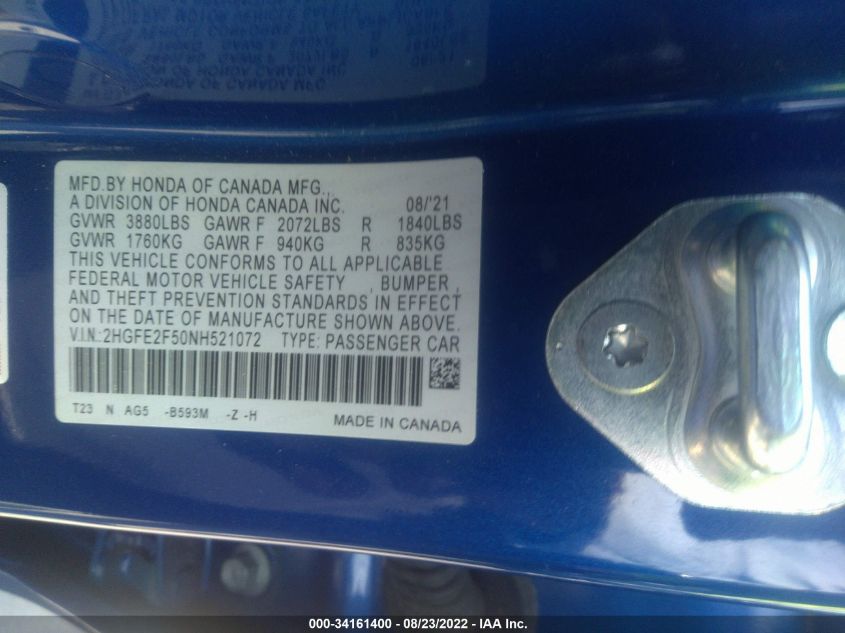 MFD.BY HONDA OF CANADA MFG.,
A DIVISION OF HONDA CANADA INC. 08/'21
GVWR 3880LBS GAWR F 2072LBS R 1840LBS
GVWR 1760KG GAWR F 940KG R 835KG
THIS VEHICLE CONFORMS TO ALL APPLICABLE
FEDERAL MOTOR VEHICLE SAFETY , BUMPER ,
AND THEFT PREVENTION STANDARDS IN EFFECT
ON THE DATE OF MANUFACTURE SHOWN ABOVE.
V.I.N.:2HGFE2F50NH521072 TYPE: PASSENGER CAR
T23 N AG5 -B593M -Z -H
MADE IN CANADA
000-34161400 - 08/23/2022 - IAA Inc.